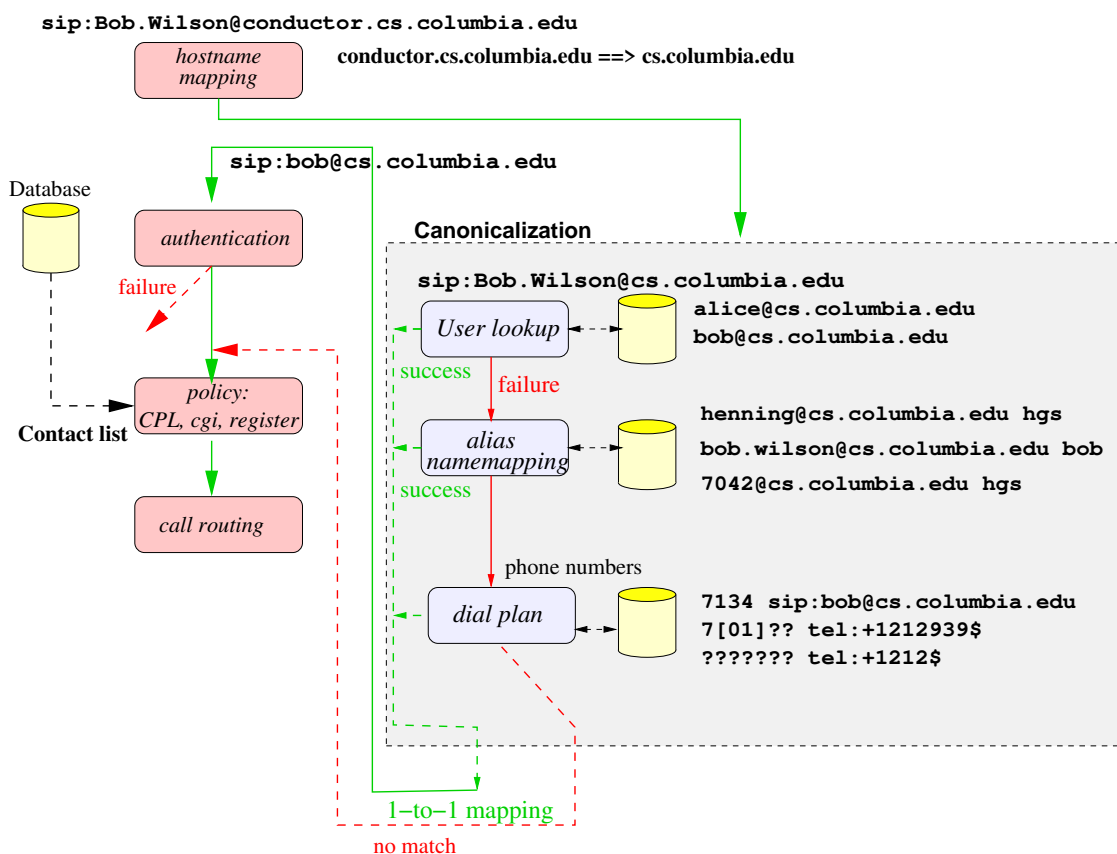 sip:Bob.Wilson@conductor.cs.columbia.edu
hostname
mapping
conductor.cs.columbia.edu ==> cs.columbia.edu
sip:bob@cs.columbia.edu
Database
authentication
failure
policy:
CPL, cgi, register
Contact list
call routing
Canonicalization
sip:Bob.Wilson@cs.columbia.edu
User lookup
alice@cs.columbia.edu
bob@cs.columbia.edu
success
failure
alias
namemapping
henning@cs.columbia.edu hgs
bob.wilson@cs.columbia.edu bob
7042@cs.columbia.edu hgs
success
phone numbers
dial plan
7134 sip:bob@cs.columbia.edu
7[01]?? tel:+1212939$
??????? tel:+1212$
1−to−1 mapping
no match